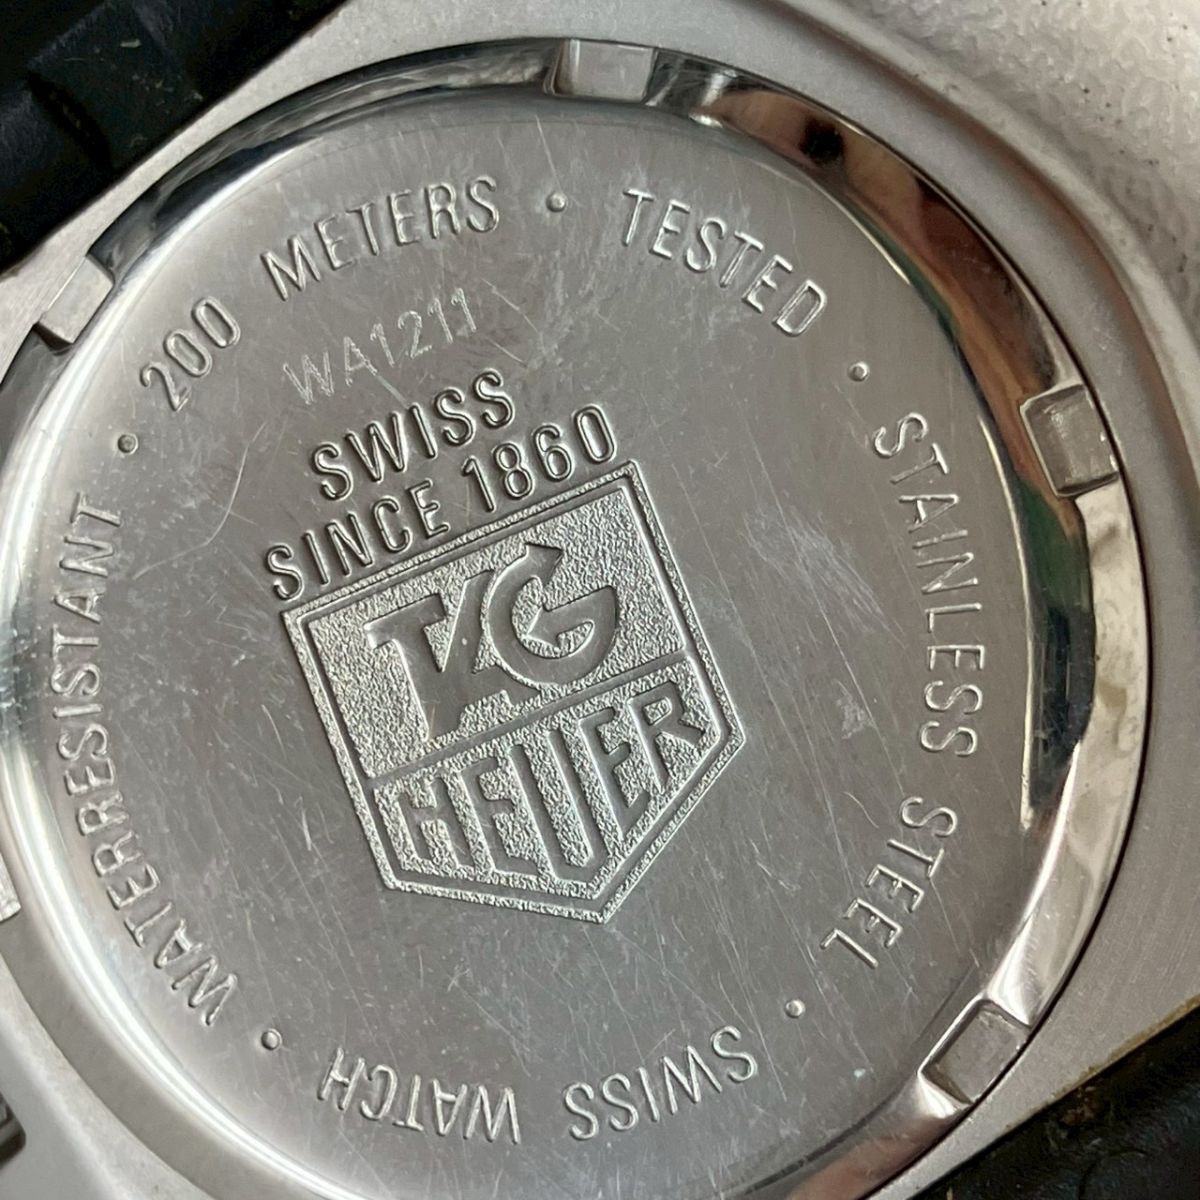 200 METERS · TESTED · STAINLESS STEEL · SWISS WATCH · WATERRESISTANT ·
WA1211
SWISS
SINCE 1860
TAG
HEUER